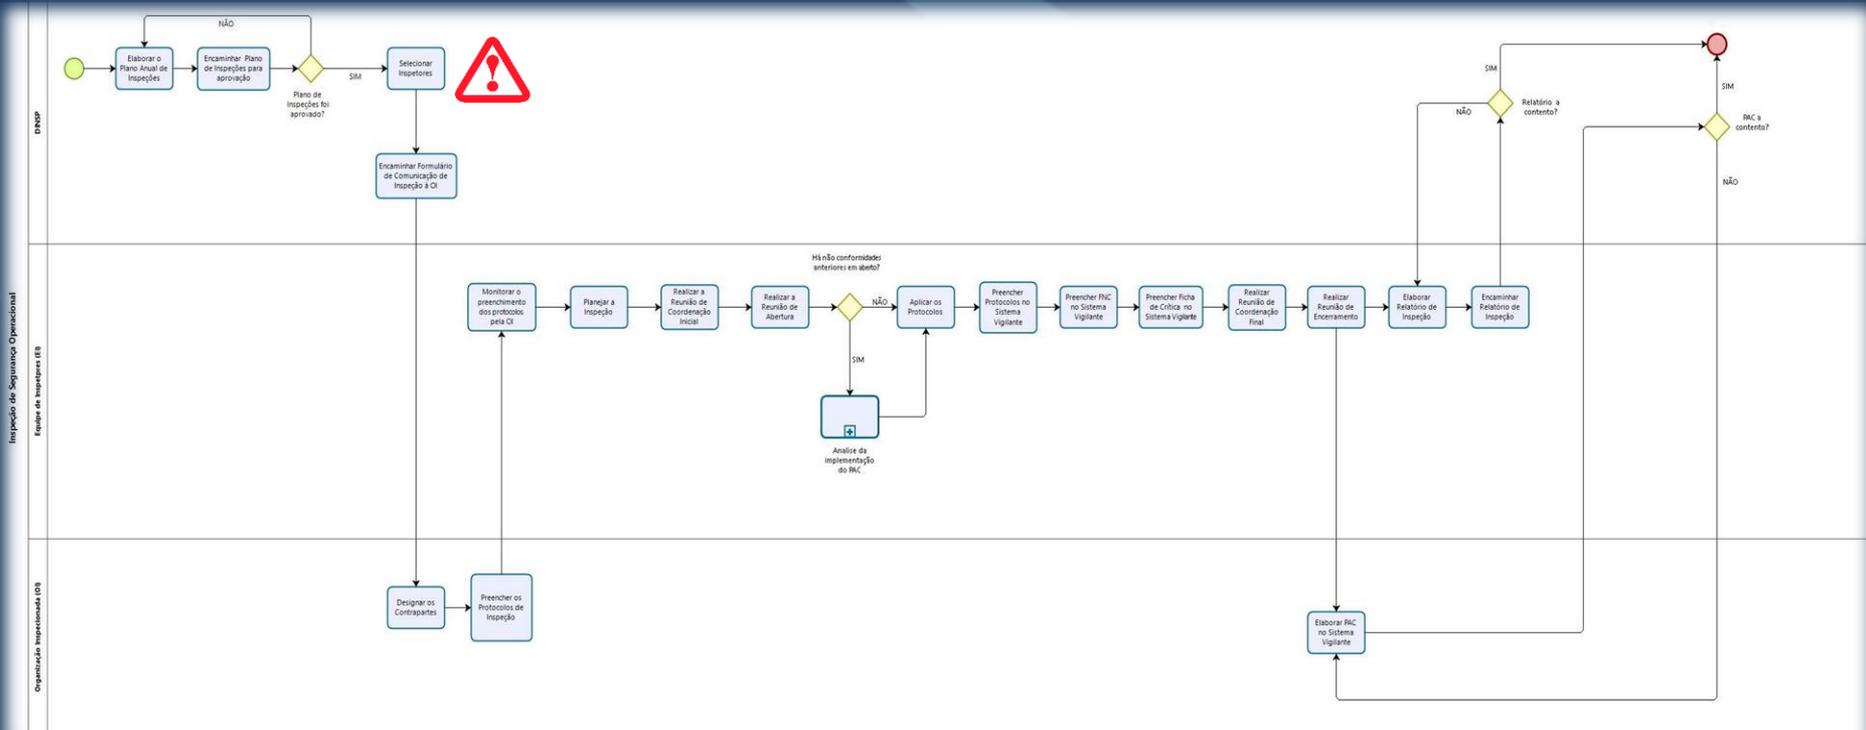 Inspeção de Segurança Operacional
DINSP
NÃO
Elaborar o
Plano Anual de
Inspeções
Encaminhar Plano
de Inspeções para
aprovação
Plano de
Inspeções foi
aprovado?
SIM
Selecionar
Inspetores
Encaminhar Formulário
de Comunicação de
Inspeção à OI
SIM
NÃO
Relatório a
contento?
SIM
PAC a
contento?
NÃO
Equipe de Inspetpres (EI)
Monitorar o
preenchimento
dos protocolos
pela OI
Planejar a
Inspeção
Realizar a
Reunião de
Coordenação
Inicial
Realizar a
Reunião de
Abertura
Há não conformidades
anteriores em aberto?
NÃO
SIM
Analise da
implementação
do PAC
Aplicar os
Protocolos
Preencher
Protocolos no
Sistema
Vigilante
Preencher FNC
no Sistema
Vigilante
Preencher Ficha
de Crítica no
Sistema Vigilante
Realizar
Reunião de
Coordenação
Final
Realizar
Reunião de
Encerramento
Elaborar
Relatório de
Inspeção
Encaminar
Relatório de
Inspeção
Organização Inspecionada (OI)
Designar os
Contrapartes
Preencher os
Protocolos de
Inspeção
Elaborar PAC
no Sistema
Vigilante